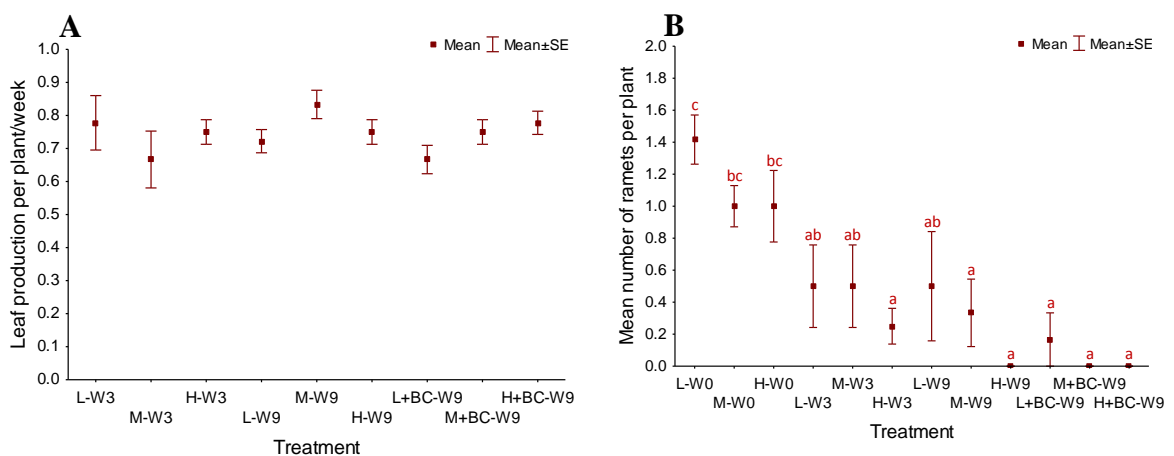 A
Mean Mean±SE
Leaf production per plant/week
1.0
0.9
0.8
0.7
0.6
0.5
0.4
0.3
0.2
0.1
0.0
L-W3 H-W3 M-W9 L+BC-W9 H+BC-W9
M-W3 L-W9 H-W9 M+BC-W9
Treatment
B
Mean Mean±SE
Mean number of ramets per plant
2.0
1.8
1.6
1.4
1.2
1.0
0.8
0.6
0.4
0.2
0.0
c
bc
bc
ab
ab
a
ab
a
a
a
a
a
L-W0 H-W0 M-W3 L-W9 H-W9 M+BC-W9
M-W0 L-W3 H-W3 M-W9 L+BC-W9 H+BC-W9
Treatment